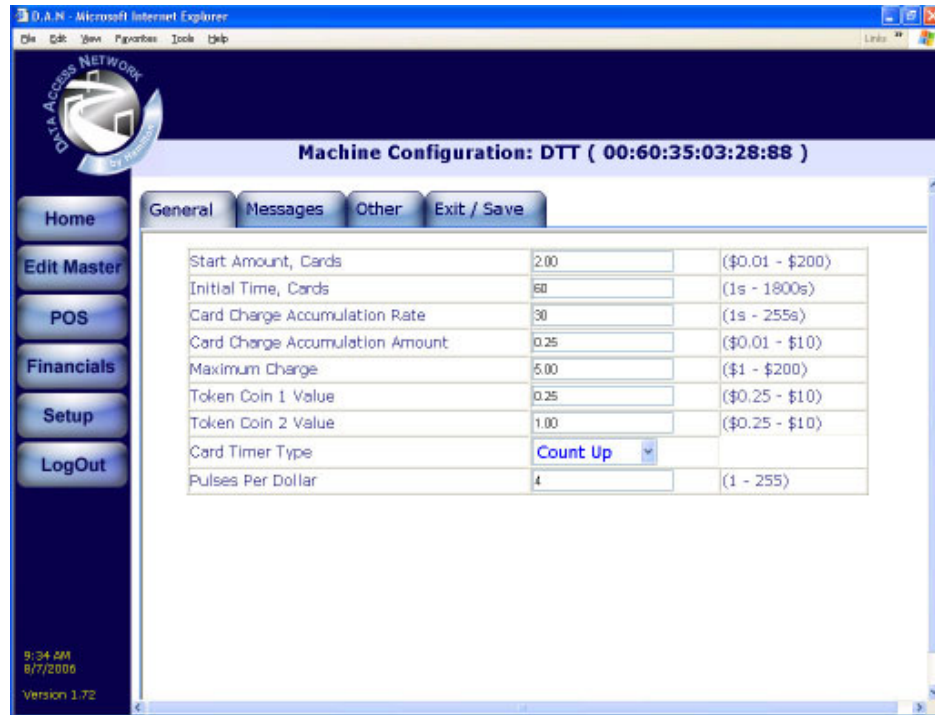 D.A.N - Microsoft Internet Explorer
File Edit View Favorites Tools Help
Links »
DATA ACCESS NETWORK
by Hamilton
Machine Configuration: DTT ( 00:60:35:03:28:88 )
Home
Edit Master
POS
Financials
Setup
LogOut
General Messages Other Exit / Save
Start Amount, Cards 2.00 ($0.01 - $200)
Initial Time, Cards 60 (1s - 1800s)
Card Charge Accumulation Rate 30 (1s - 255s)
Card Charge Accumulation Amount 0.25 ($0.01 - $10)
Maximum Charge 5.00 ($1 - $200)
Token Coin 1 Value 0.25 ($0.25 - $10)
Token Coin 2 Value 1.00 ($0.25 - $10)
Card Timer Type Count Up
Pulses Per Dollar 4 (1 - 255)
9:34 AM
8/7/2006
Version 1.72